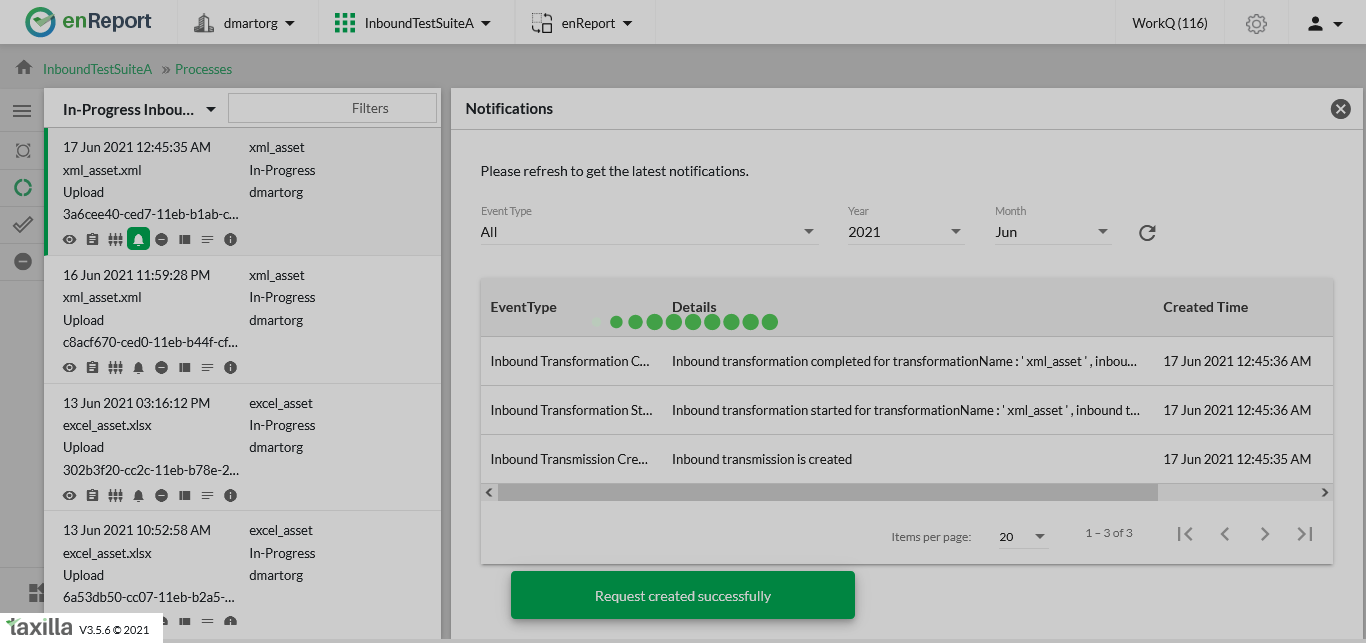 enReport
dmartorg
InboundTestSuiteA
enReport
WorkQ (116)
InboundTestSuiteA » Processes
In-Progress Inbou...
Filters
17 Jun 2021 12:45:35 AM xml_asset
xml_asset.xml In-Progress
Upload dmartorg
3a6cee40-ced7-11eb-b1ab-c...
16 Jun 2021 11:59:28 PM xml_asset
xml_asset.xml In-Progress
Upload dmartorg
c8acf670-ced0-11eb-b44f-cf...
13 Jun 2021 03:16:12 PM excel_asset
excel_asset.xlsx In-Progress
Upload dmartorg
302b3f20-cc2c-11eb-b78e-2...
13 Jun 2021 10:52:58 AM excel_asset
excel_asset.xlsx In-Progress
Upload dmartorg
6a53db50-cc07-11eb-b2a5-...
taxilla V3.5.6 © 2021
Notifications
Please refresh to get the latest notifications.
Event Type Year Month
All 2021 Jun
EventType Details Created Time
Inbound Transformation C... Inbound transformation completed for transformationName : ' xml_asset ' , inbou... 17 Jun 2021 12:45:36 AM
Inbound Transformation St... Inbound transformation started for transformationName : ' xml_asset ' , inbound t... 17 Jun 2021 12:45:36 AM
Inbound Transmission Cre... Inbound transmission is created 17 Jun 2021 12:45:35 AM
Items per page: 20 1 – 3 of 3
Request created successfully